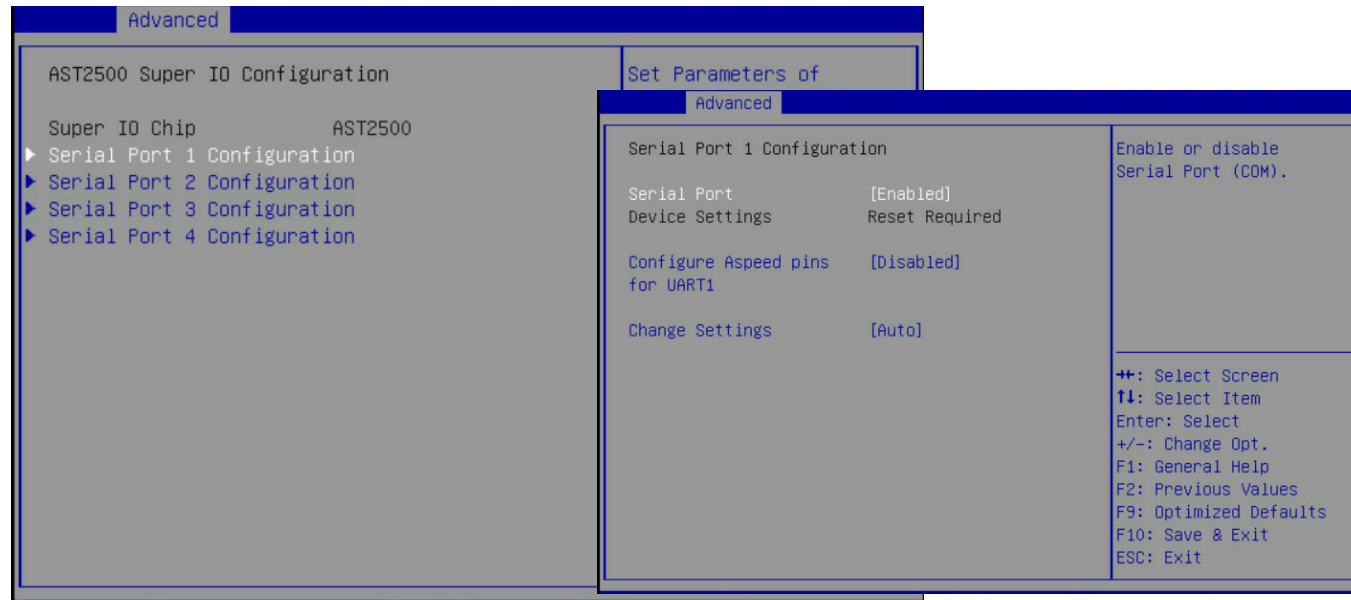 Advanced
AST2500 Super IO Configuration
Super IO Chip AST2500
Serial Port 1 Configuration
Serial Port 2 Configuration
Serial Port 3 Configuration
Serial Port 4 Configuration
Set Parameters of
Advanced
Serial Port 1 Configuration
Serial Port [Enabled]
Device Settings Reset Required
Configure Aspeed pins [Disabled]
for UART1
Change Settings [Auto]
Enable or disable
Serial Port (COM).
→←: Select Screen
↑↓: Select Item
Enter: Select
+/-: Change Opt.
F1: General Help
F2: Previous Values
F9: Optimized Defaults
F10: Save & Exit
ESC: Exit